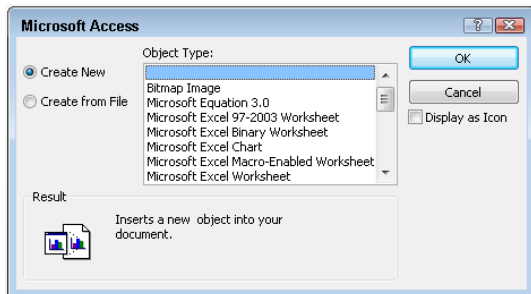 Microsoft Access
Object Type:
Create New
Create from File
Bitmap Image
Microsoft Equation 3.0
Microsoft Excel 97-2003 Worksheet
Microsoft Excel Binary Worksheet
Microsoft Excel Chart
Microsoft Excel Macro-Enabled Worksheet
Microsoft Excel Worksheet
OK
Cancel
Display as Icon
Result
Inserts a new object into your
document.